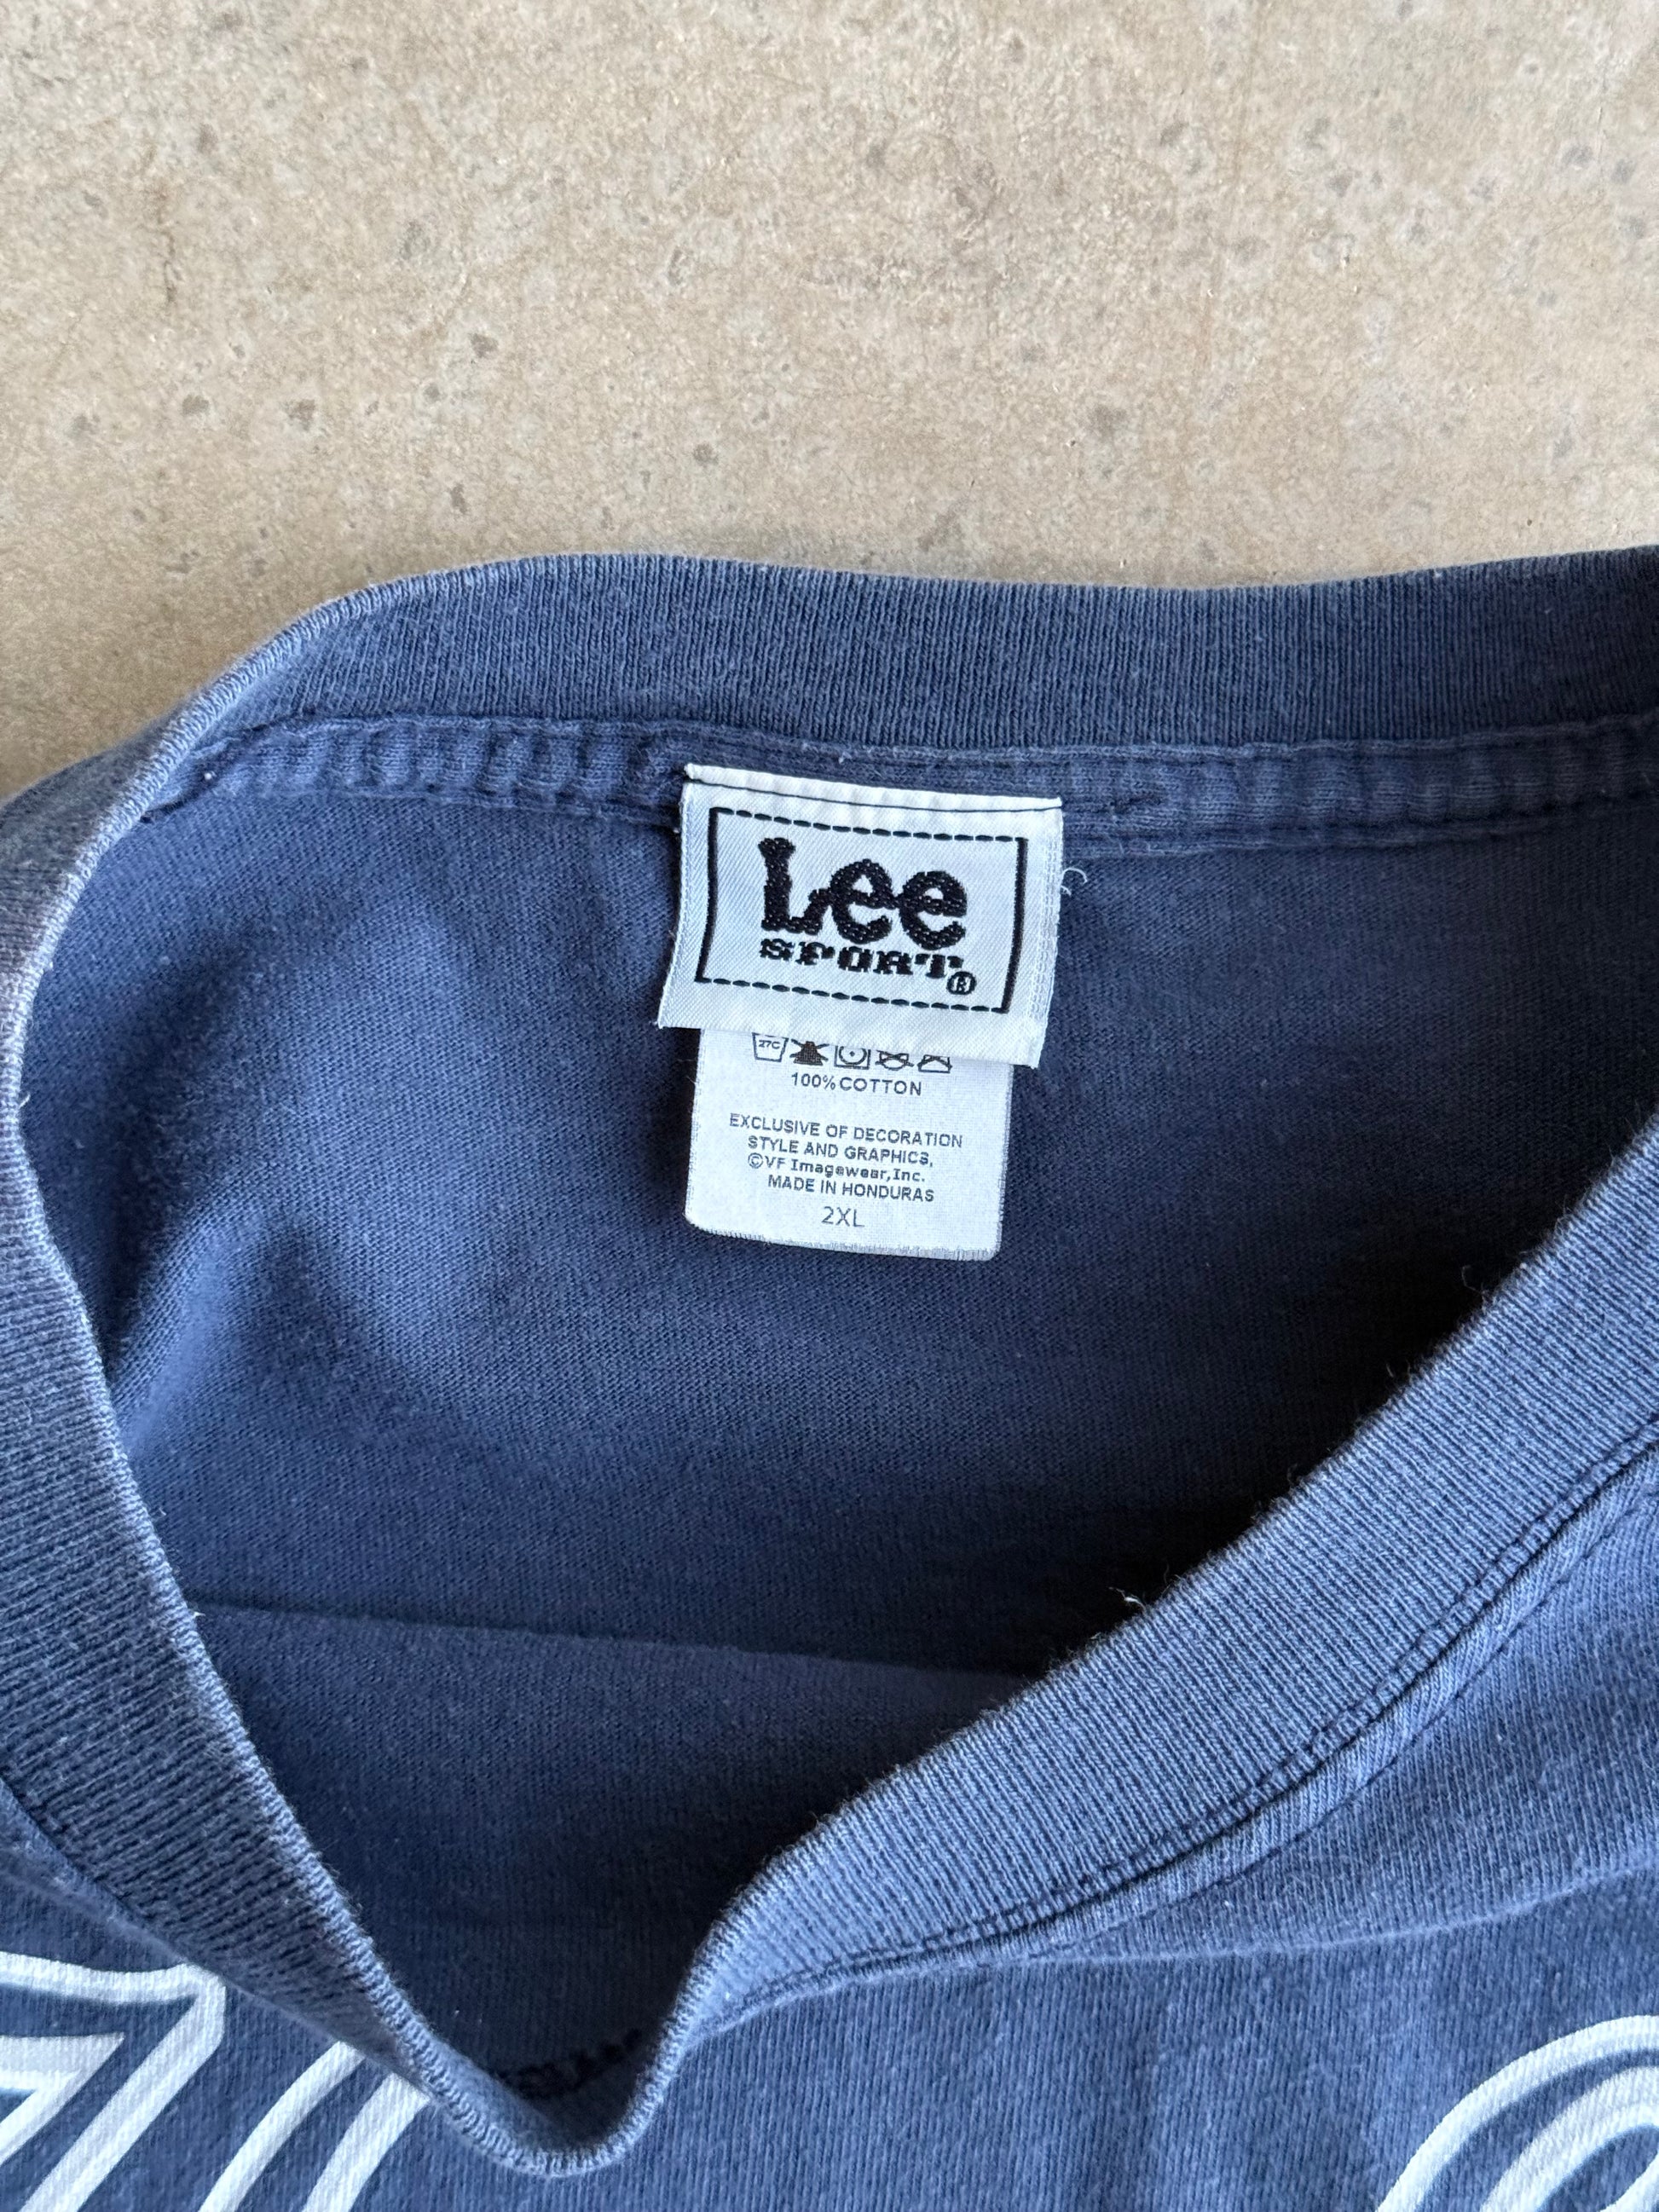 Lee
SPORT®
27C
100% COTTON
EXCLUSIVE OF DECORATION
STYLE AND GRAPHICS,
©VF Imagewear,Inc.
MADE IN HONDURAS
2XL